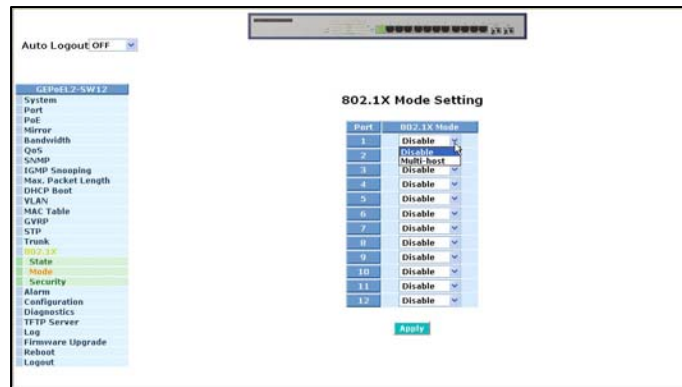 Auto Logout OFF
GEPoEL2-SW12
System
Port
PoE
Mirror
Bandwidth
QoS
SNMP
IGMP Snooping
Max. Packet Length
DHCP Boot
VLAN
MAC Table
GVRP
STP
Trunk
802.1X
State
Mode
Security
Alarm
Configuration
Diagnostics
TFTP Server
Log
Firmware Upgrade
Reboot
Logout
802.1X Mode Setting
Port 802.1X Mode
1 Disable
Disable
2 Multi-host
3 Disable
4 Disable
5 Disable
6 Disable
7 Disable
8 Disable
9 Disable
10 Disable
11 Disable
12 Disable
Apply